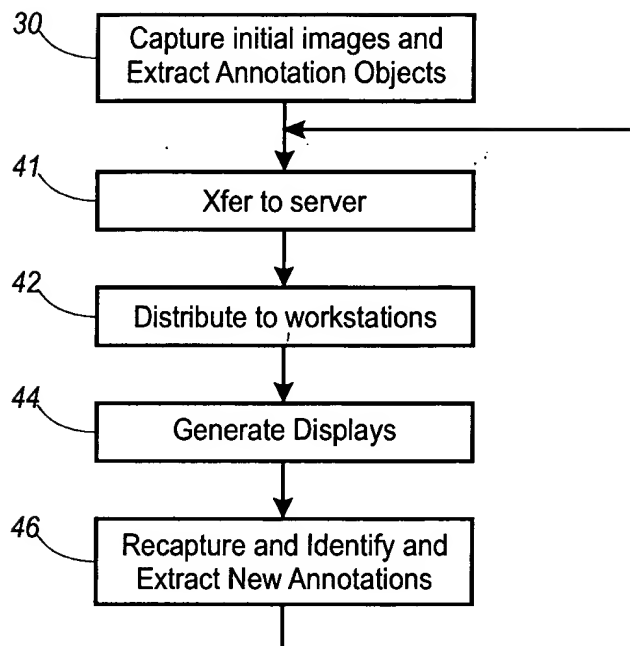 30
Capture initial images and
Extract Annotation Objects
41
Xfer to server
42
Distribute to workstations
44
Generate Displays
46
Recapture and Identify and
Extract New Annotations